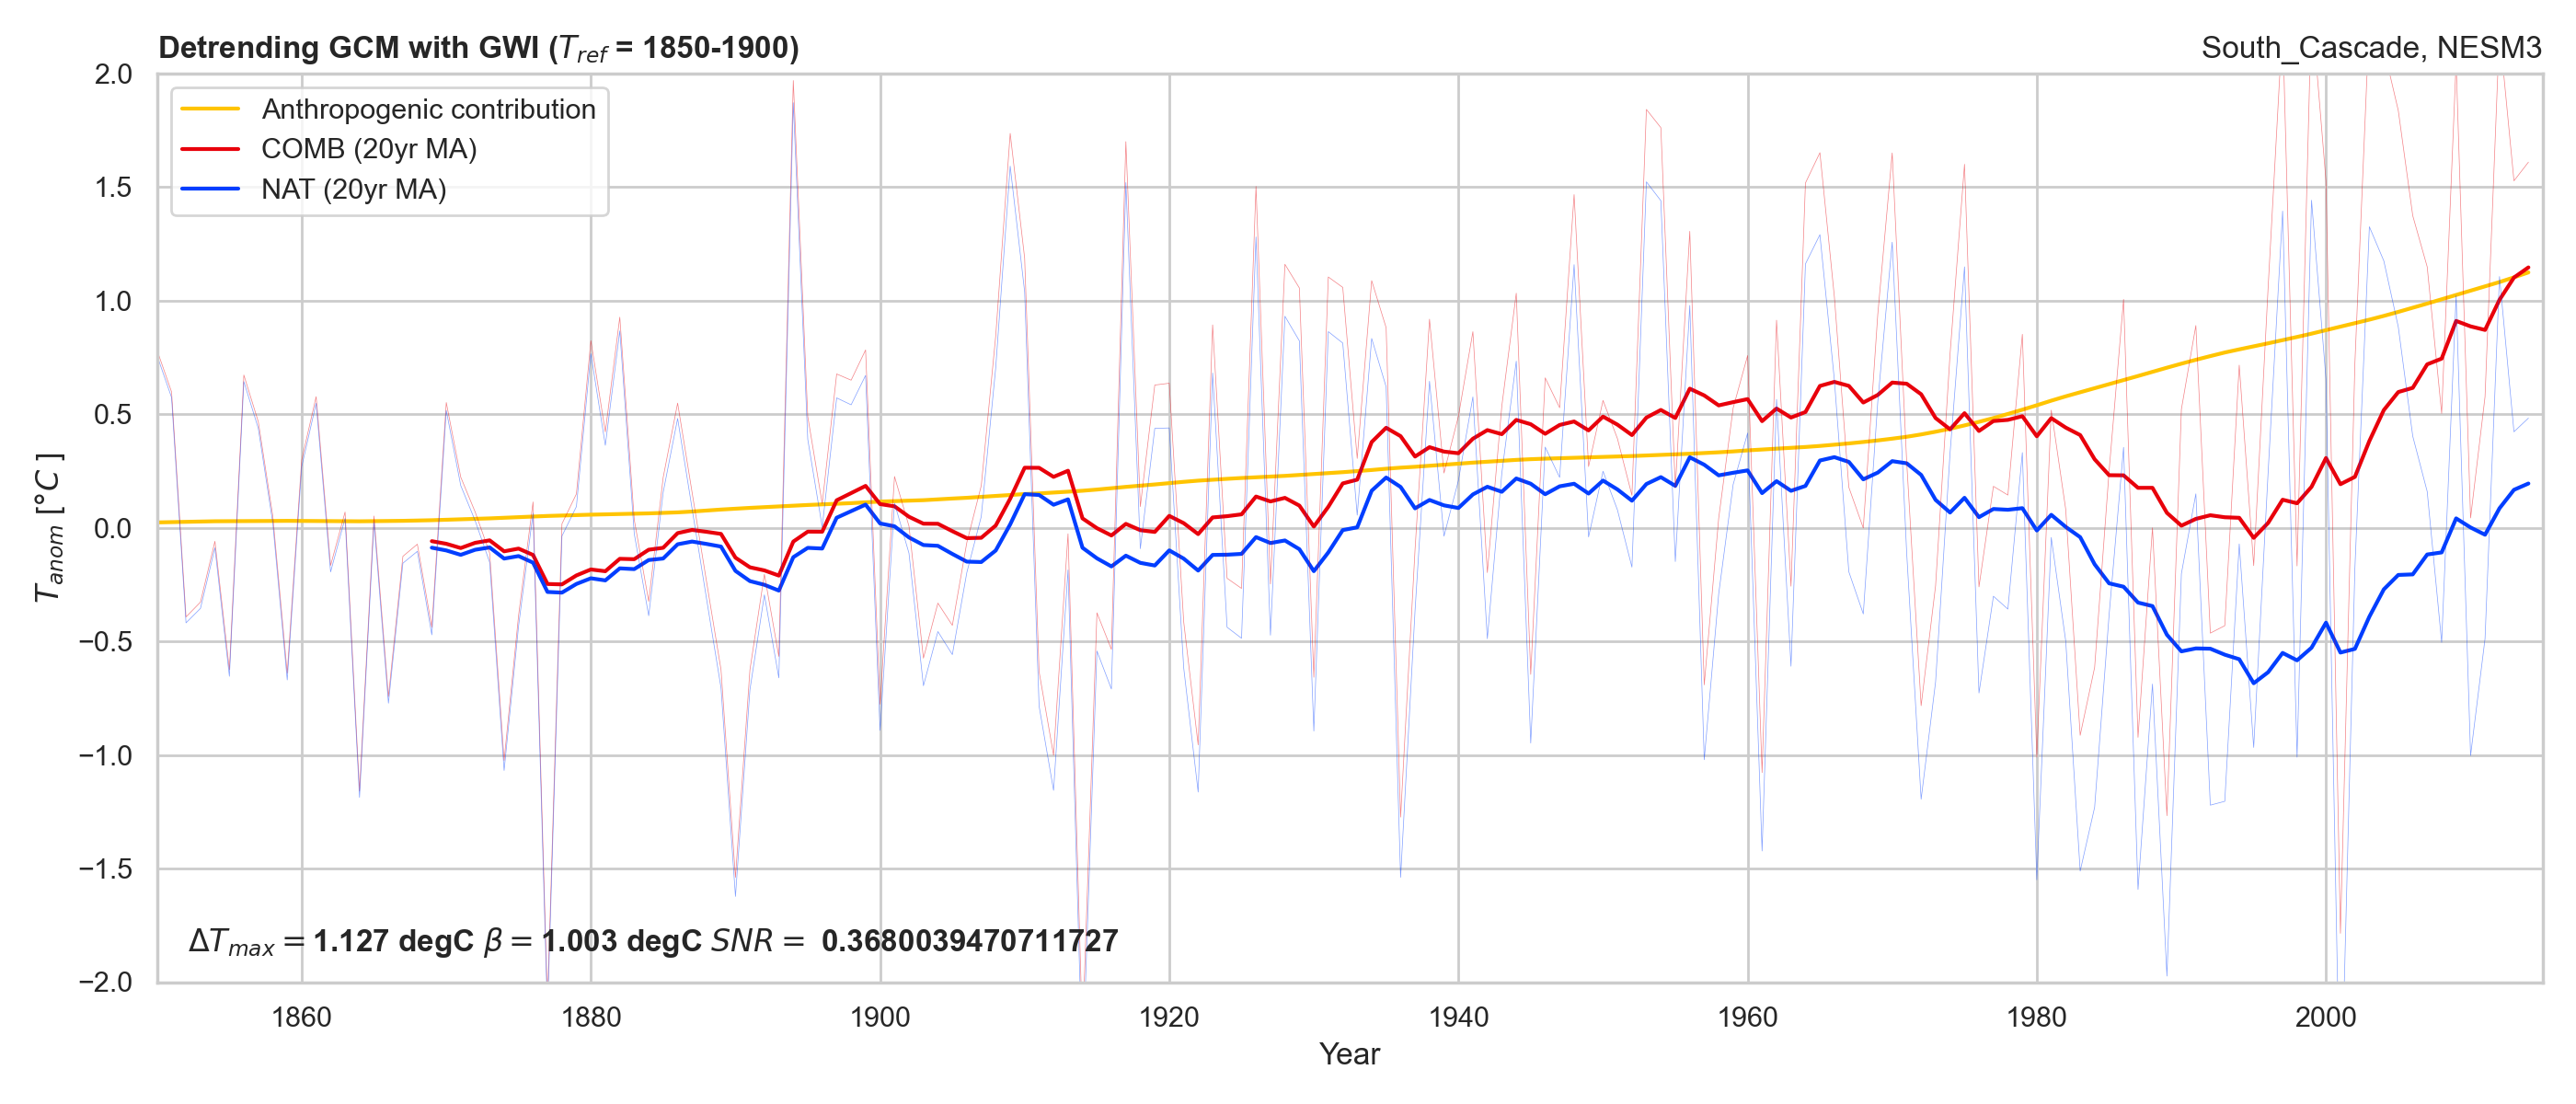 Detrending GCM with GWI (T_ref = 1850-1900)
South_Cascade, NESM3
Anthropogenic contribution
COMB (20yr MA)
NAT (20yr MA)
2.0
1.5
1.0
0.5
0.0
−0.5
−1.0
−1.5
−2.0
T_anom [°C ]
ΔT_max = 1.127 degC β = 1.003 degC SNR = 0.3680039470711727
1860 1880 1900 1920 1940 1960 1980 2000
Year